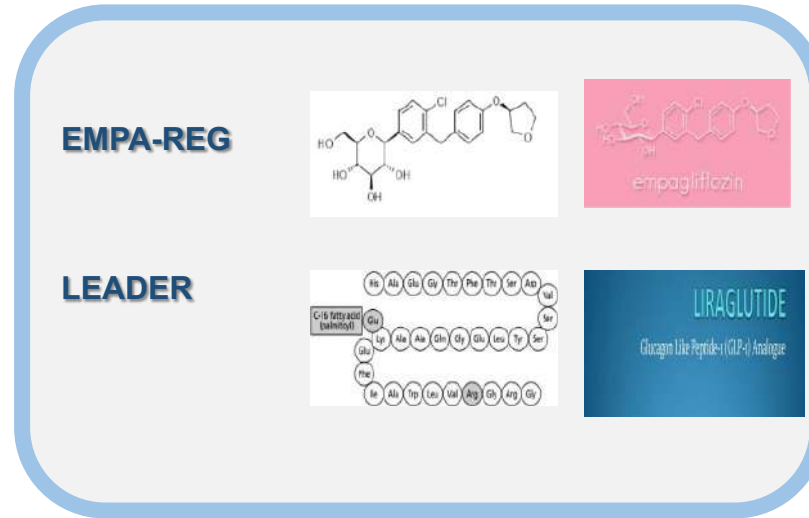 EMPA-REG
Cl
O
O
O
HO
HO
OH
OH
OH
O
empagliflozin
LEADER
His Ala Glu Gly Thr Phe Thr Ser Asp
Val
Ser
C-16 fatty acid
(palmitoyl)
Glu
Lys Ala Ala Gln Gly Glu Leu Tyr Ser
Glu
Phe
Ile Ala Trp Leu Val Arg Gly Arg Gly
LIRAGLUTIDE
Glucagon Like Peptide-1 (GLP-1) Analogue